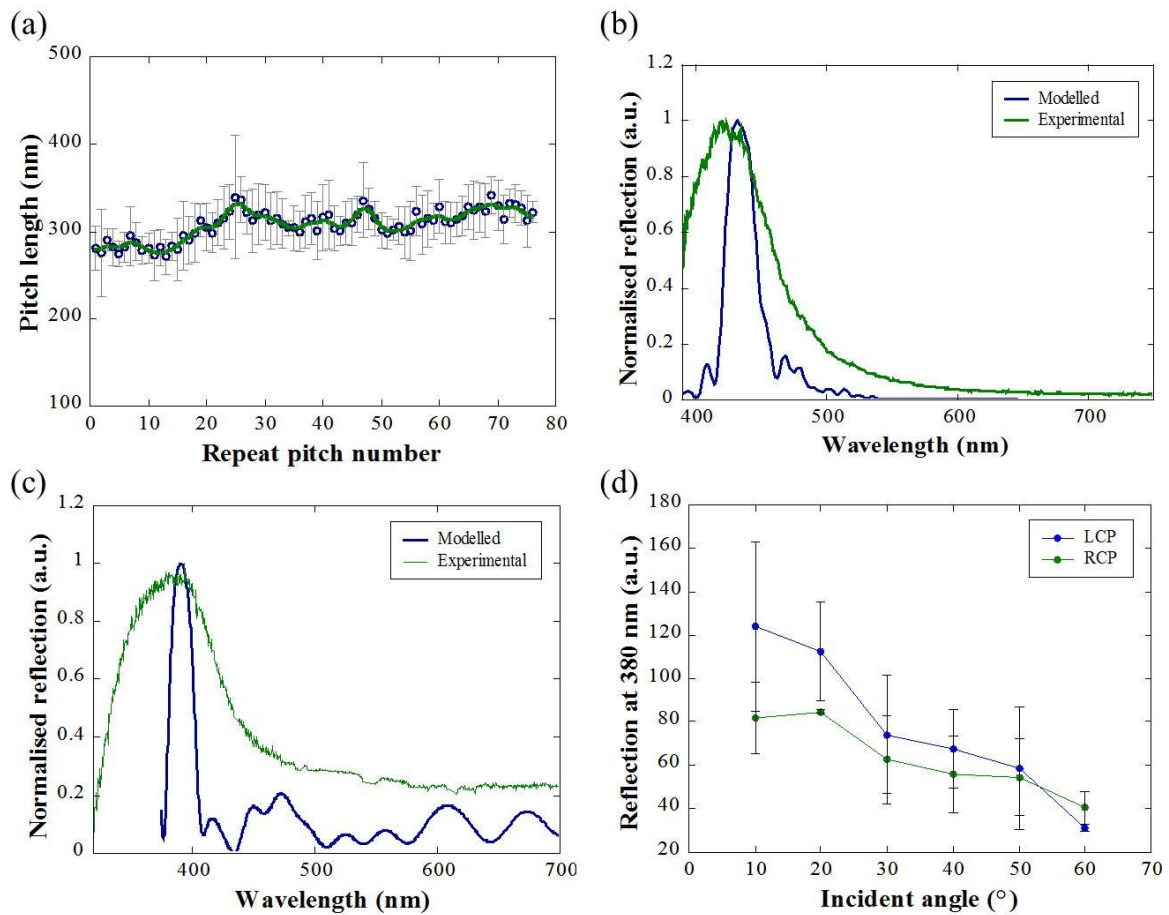 (a)
500
400
300
200
100
0 10 20 30 40 50 60 70 80
Pitch length (nm)
Repeat pitch number
(b)
1.2
1
0.8
0.6
0.4
0.2
0
400 500 600 700
Normalised reflection (a.u.)
Wavelength (nm)
Modelled
Experimental
(c)
1.2
1
0.8
0.6
0.4
0.2
0
400 500 600 700
Normalised reflection (a.u.)
Wavelength (nm)
Modelled
Experimental
(d)
180
160
140
120
100
80
60
40
20
0 10 20 30 40 50 60 70 80
Reflection at 380 nm (a.u.)
Incident angle (°)
LCP
RCP